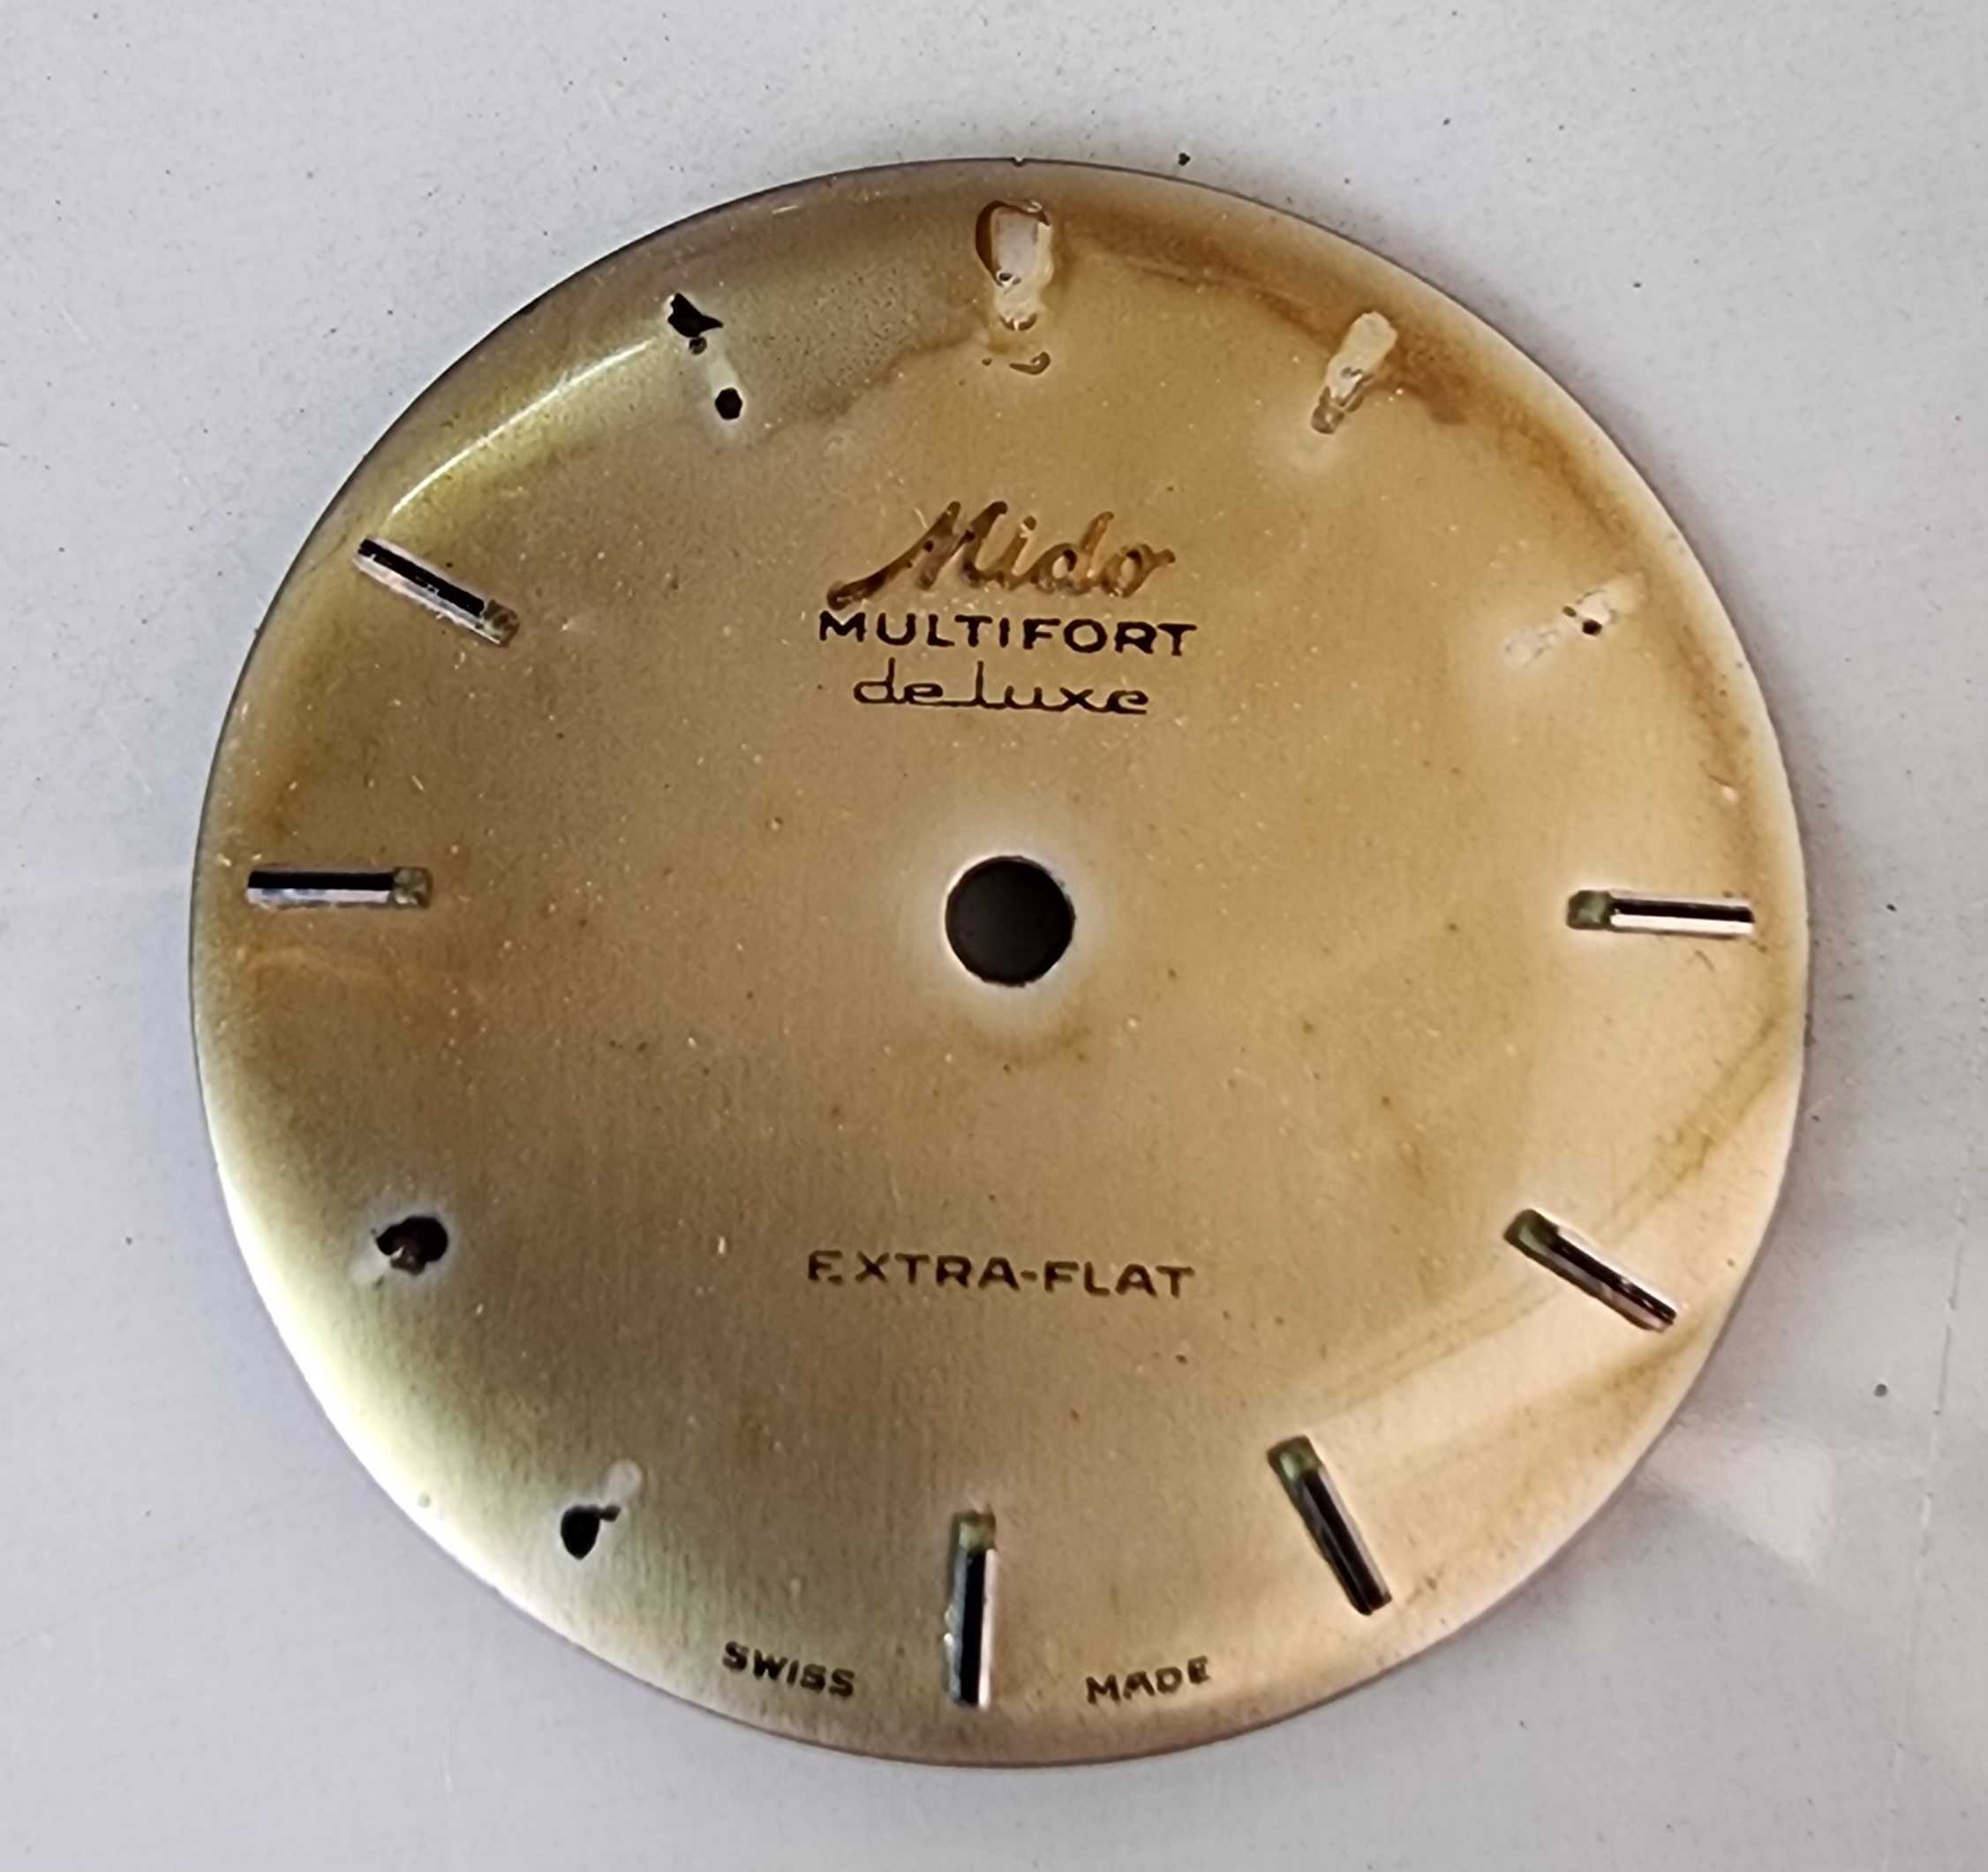 Mido
MULTIFORT
de luxe
EXTRA-FLAT
SWISS MADE